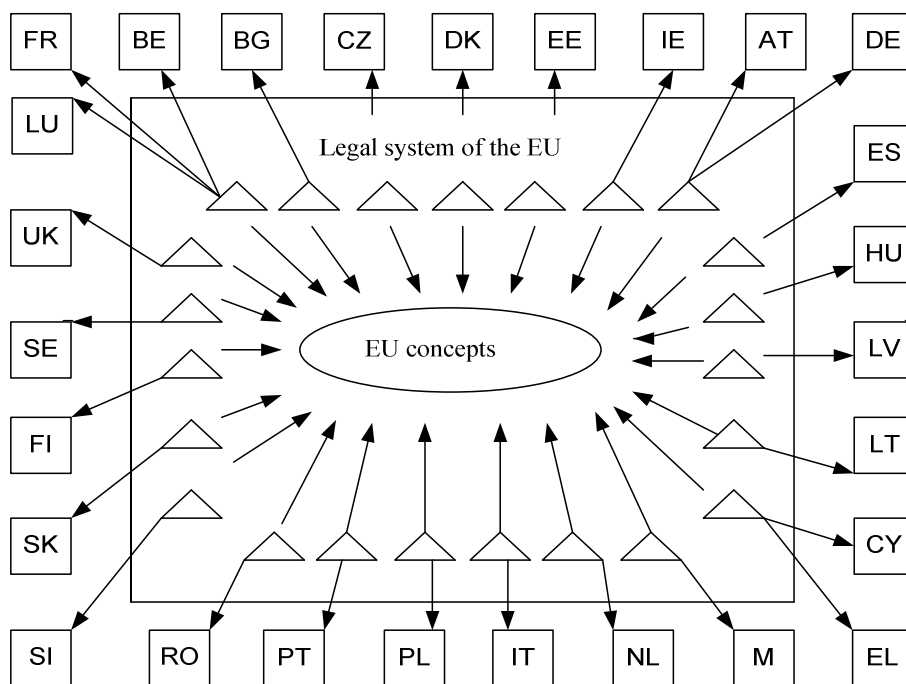 FR BE BG CZ DK EE IE AT DE
LU
Legal system of the EU
ES
UK
HU
SE
EU concepts
LV
FI
LT
SK
CY
SI RO PT PL IT NL M EL